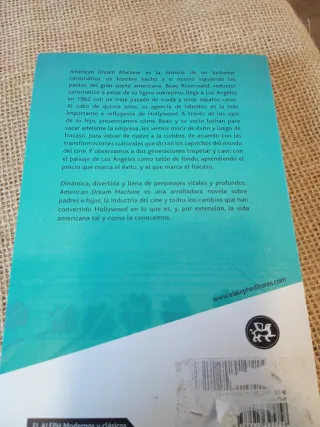 American Dream Machine es la historia de un luchador
carismático, un hombre hecho a sí mismo siguiendo las
pautas del gran sueño americano. Beau Rosenwald, seductor
carismático a pesar de su ligero sobrepeso, llega a Los Ángeles
en 1962 con un traje pasado de moda y unos zapatos caros.
Al cabo de quince años, su agencia de talentos es la más
importante e influyente de Hollywood. A través de los ojos
de su hijo, presenciamos cómo Beau y su socio luchan para
sacar adelante la empresa, les vemos morir de éxito y luego de
fracaso, para volver de nuevo a la cumbre, de acuerdo con las
transformaciones culturales que dictan los caprichos del mundo
del cine. Y observamos a dos generaciones tropezar y caer, con
el paisaje de Los Ángeles como telón de fondo, aprendiendo el
precio que marca el éxito, y el que marca el fracaso.
Dinámica, divertida y llena de personajes vitales y profundos,
American Dream Machine es una arrolladora novela sobre
padres e hijos, la industria del cine y todos los cambios que han
convertido Hollywood en lo que es, y, por extensión, la vida
americana tal y como la conocemos.
www.elalepheditores.com
EL ALEPH Modernos y clásicos